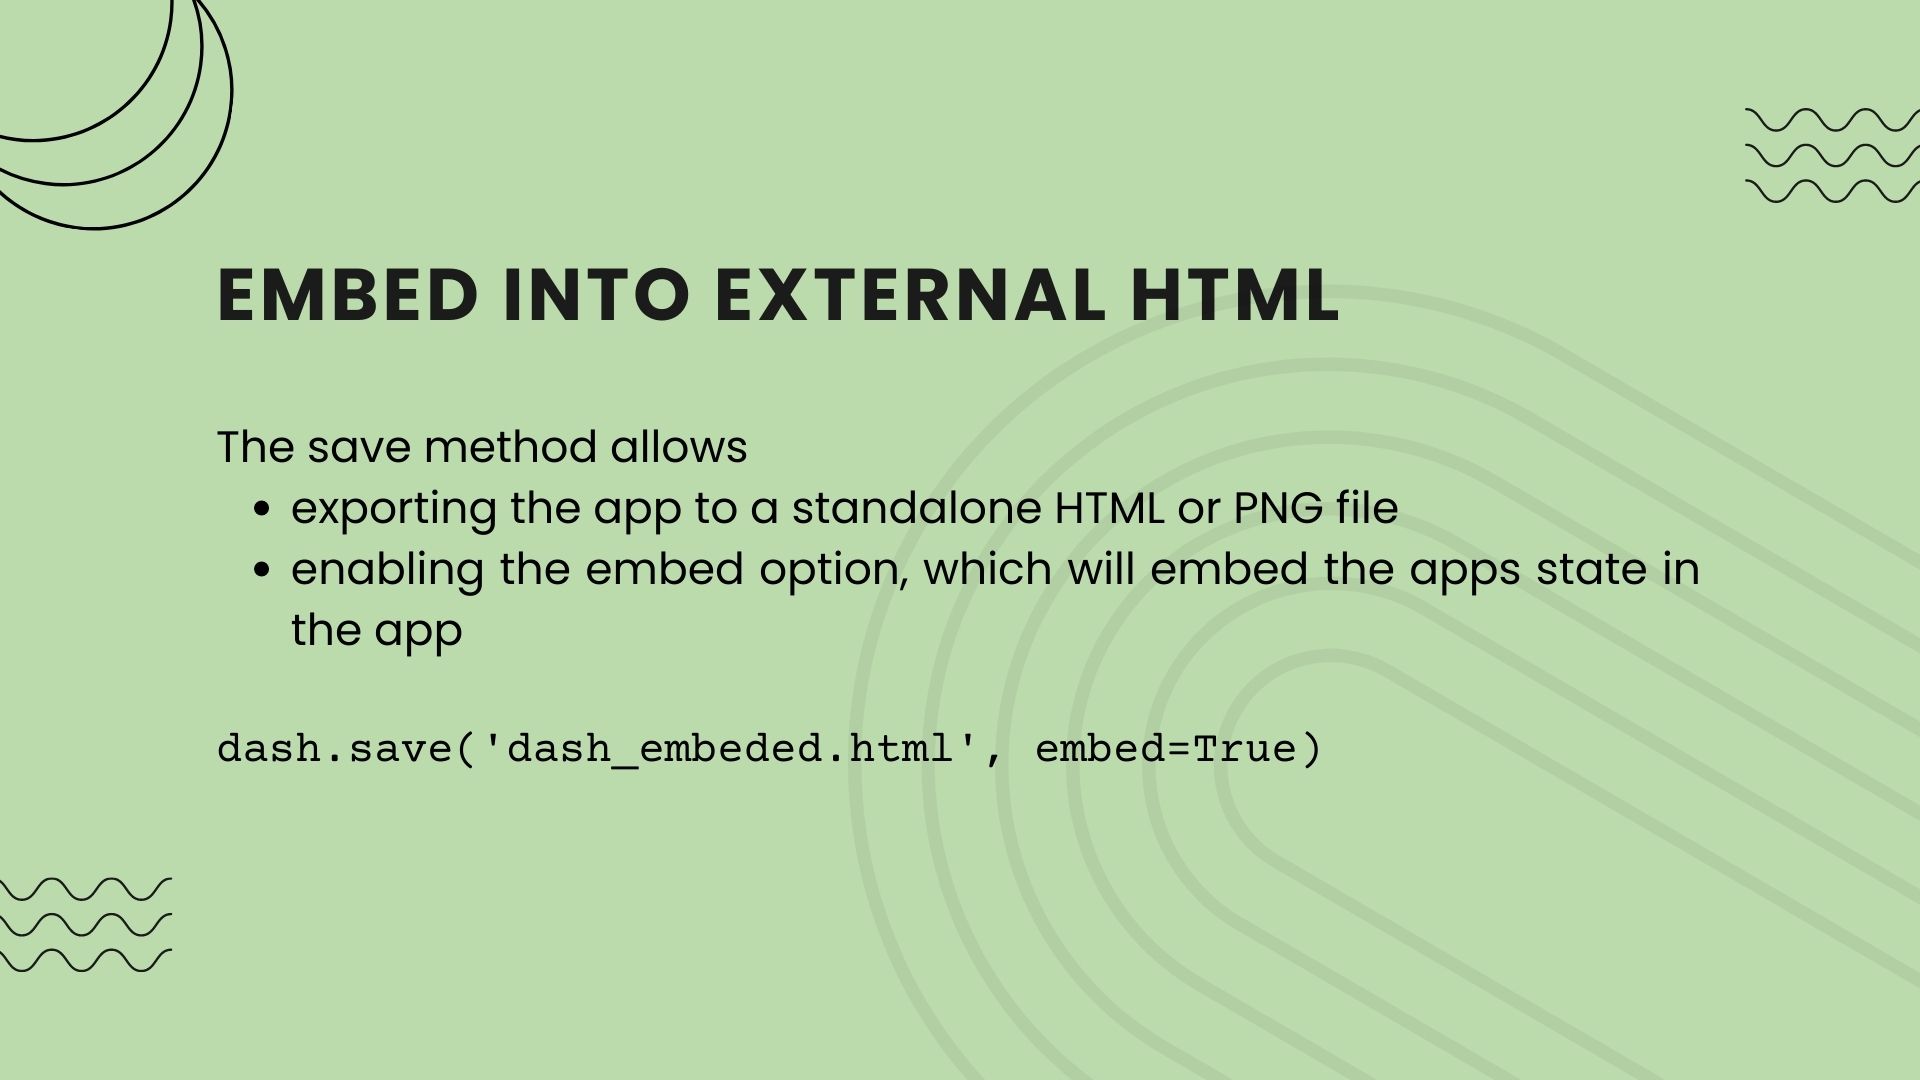 EMBED INTO EXTERNAL HTML
The save method allows
• exporting the app to a standalone HTML or PNG file
• enabling the embed option, which will embed the apps state in
the app
dash.save('dash_embeded.html', embed=True)